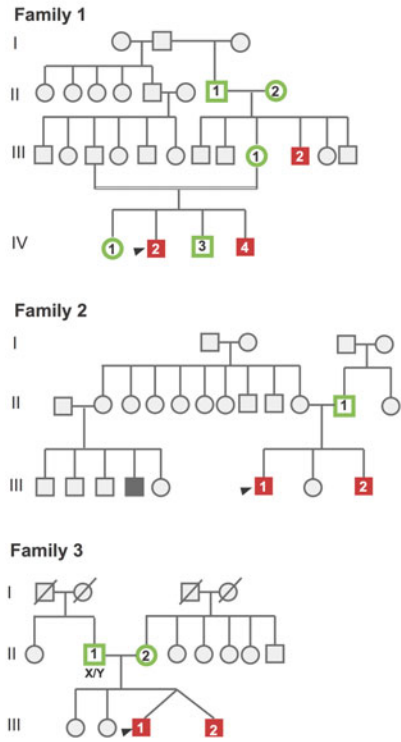 Family 1
I
II
1 2
III
1 2
IV
1 2 3 4
Family 2
I
II
1
III
1 2
Family 3
I
II
1 2
X/Y
III
1 2